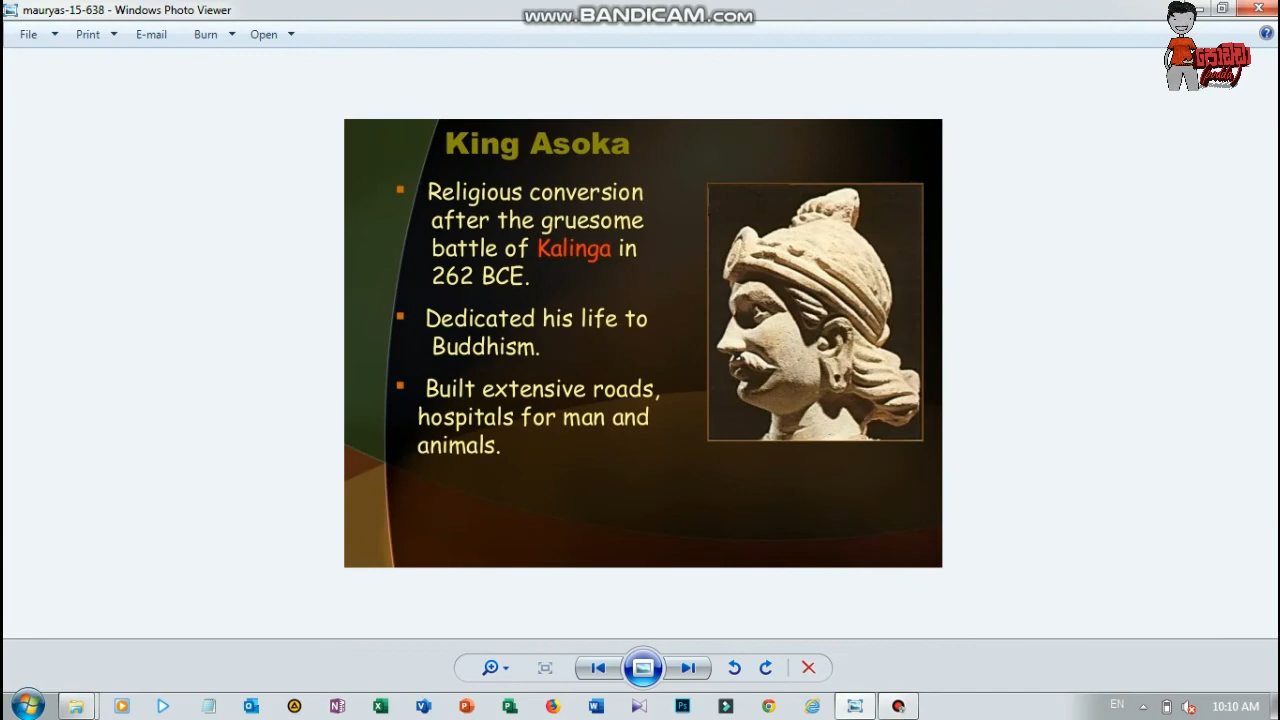 mauryas-15-638 - Windows Photo Viewer
www.BANDICAM.com
File Print E-mail Burn Open
පොඩ්ඩා
King Asoka
Religious conversion
after the gruesome
battle of Kalinga in
262 BCE.
Dedicated his life to
Buddhism.
Built extensive roads,
hospitals for man and
animals.
EN
10:10 AM